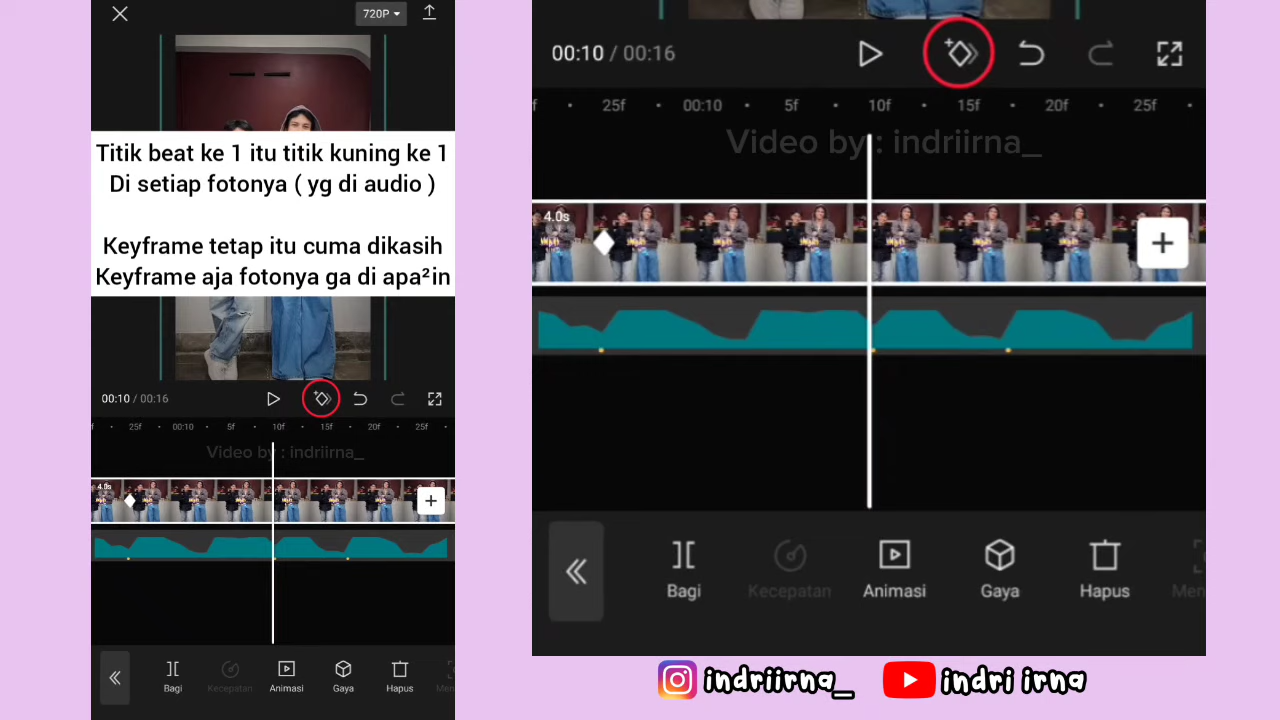 720P
Titik beat ke 1 itu titik kuning ke 1
Di setiap fotonya ( yg di audio )
Keyframe tetap itu cuma dikasih
Keyframe aja fotonya ga di apa²in
00:10 / 00:16
f 25f 00:10 5f 10f 15f 20f 25f
Video by : indriirna_
4.0s
Bagi Kecepatan Animasi Gaya Hapus
00:10 / 00:16
f 25f 00:10 5f 10f 15f 20f 25f
Video by : indriirna_
4.0s
Bagi Kecepatan Animasi Gaya Hapus Men
indriirna_ indri irna